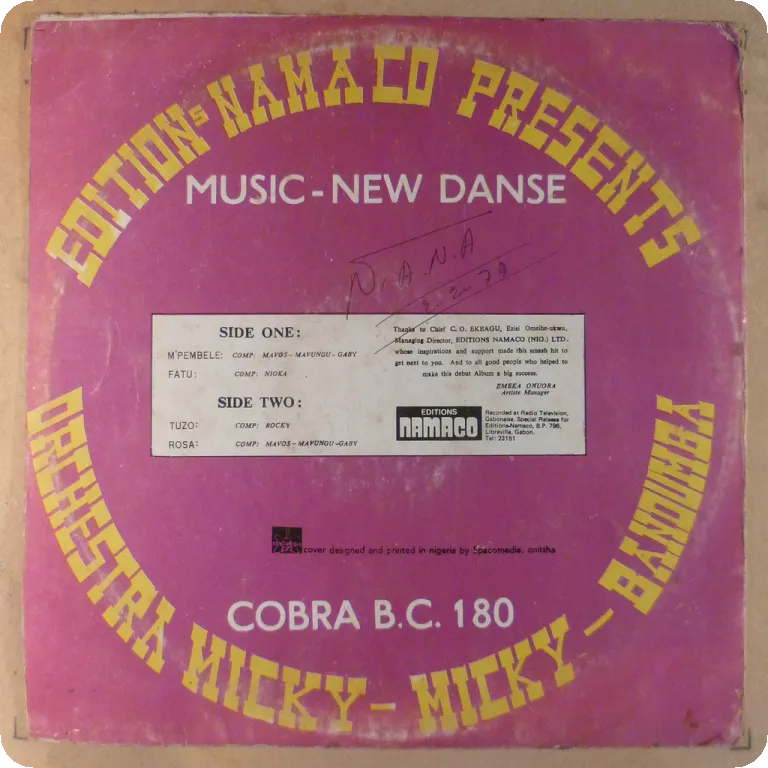 EDITIONs NAMACO PRESENTS
MUSIC - NEW DANSE
N. A. N. A
SIDE ONE:
M'PEMBELE: COMP: MAVOS - MAVUNGU - GABY
FATU: COMP: NIOKA
SIDE TWO:
TUZO: COMP: ROCKY
ROSA: COMP: MAVOS - MAVUNGU - GABY
Thanks to Chief C. O. EKEAGU, Ezisi Omeihe-ukwu,
Managing Director, EDITIONS NAMACO (NIG.) LTD.
whose inspirations and support made this smash hit to
get next to you. And to all good people who helped to
make this debut Album a big success.
EMEKA ONUORA
Artiste Manager
EDITIONS
NAMACO
Recorded at Radio Television,
Gabonaise. Special Release for
Editions-Namaco, B.P. 796,
Libreville, Gabon.
Tel: 22161
cover designed and printed in nigeria by Spacomedia, onitsha
COBRA B.C. 180
ORCHESTRA MICKY - MICKY - BANDUMBA